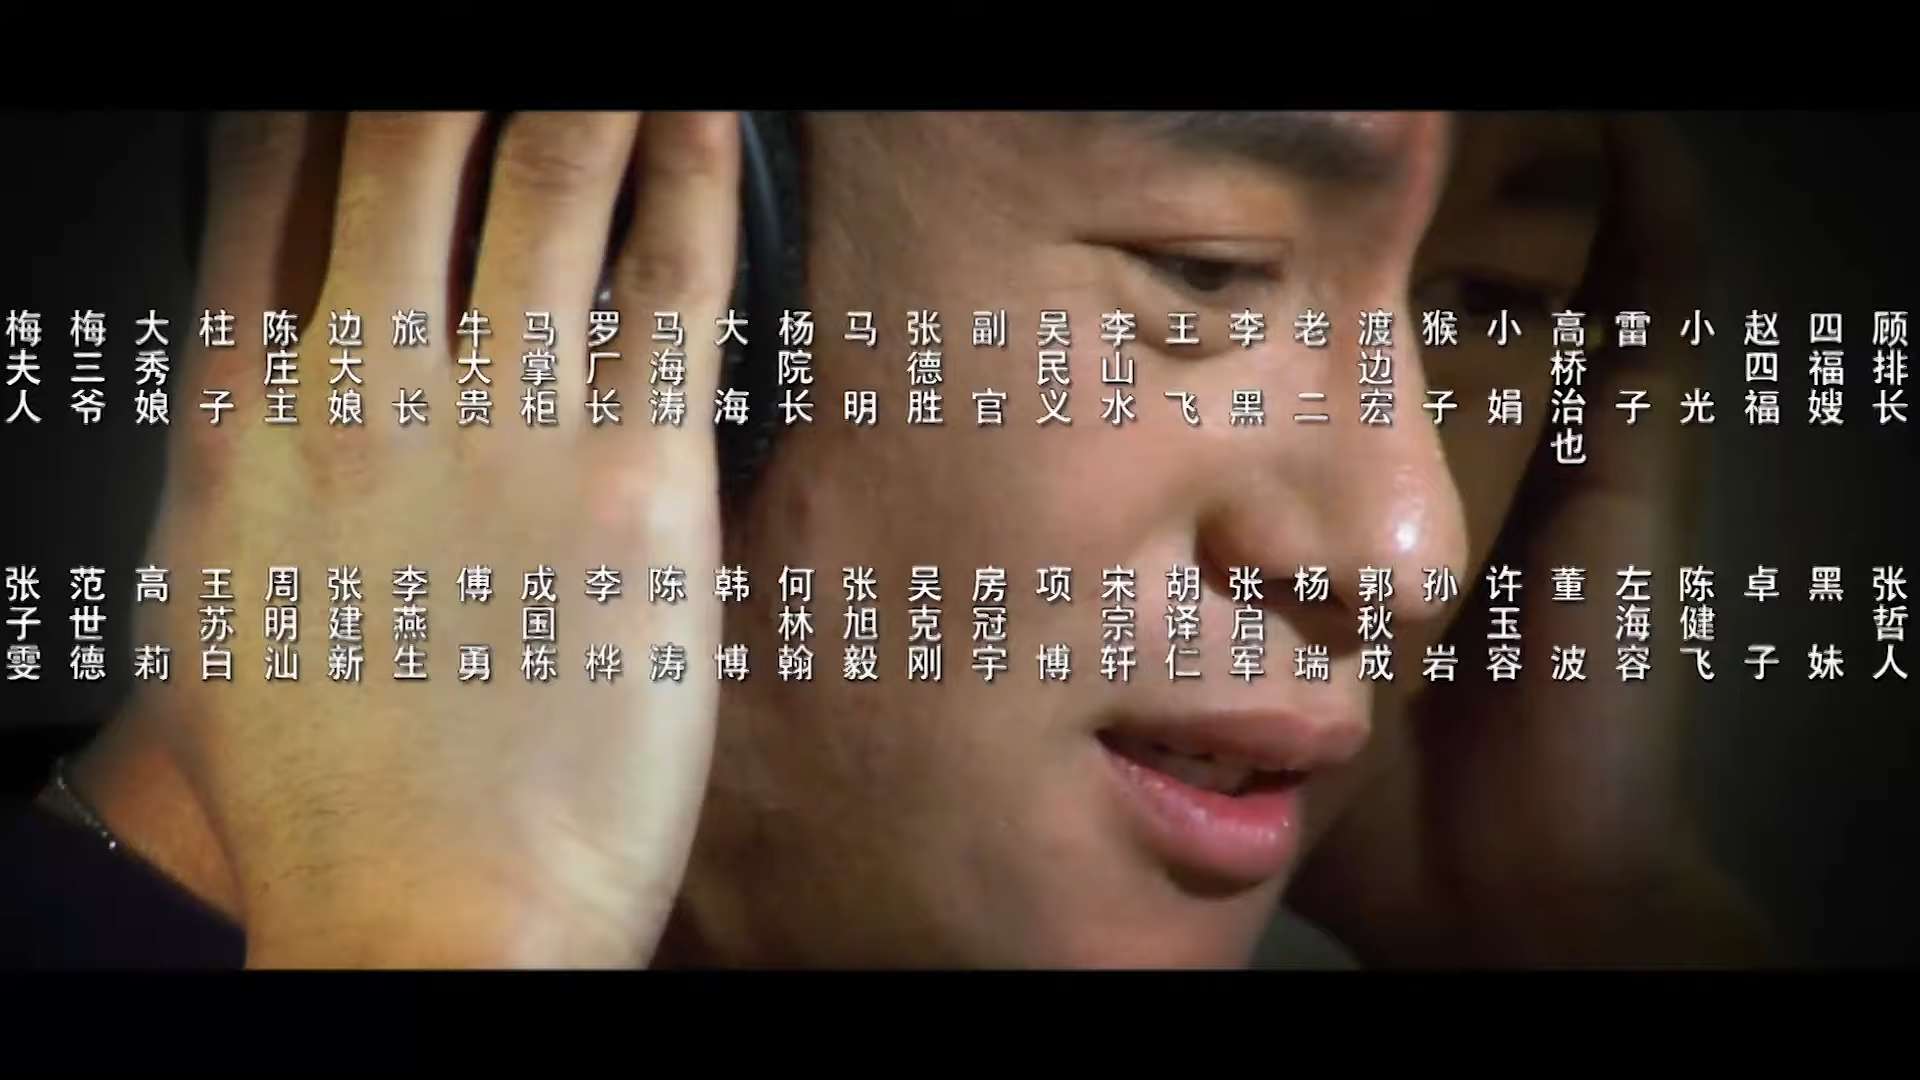 梅夫人
张子雯
梅三爷
范世德
大秀娘
高莉
柱子
王苏白
陈庄主
周明汕
边大娘
张建新
旅长
李燕生
牛大贵
傅勇
马掌柜
成国栋
罗厂长
李桦
马海涛
陈涛
大海
韩博
杨院长
何林翰
马明
张旭毅
张德胜
吴克刚
副官
房冠宇
吴民义
项博
李山水
宋宗轩
王飞
胡译仁
李黑
张启军
老二
杨瑞
渡边宏
郭秋成
猴子
孙岩
小娟
许玉容
高桥治也
董波
雷子
左海容
小光
陈健飞
赵四福
卓子
四福嫂
黑妹
顾排长
张哲人